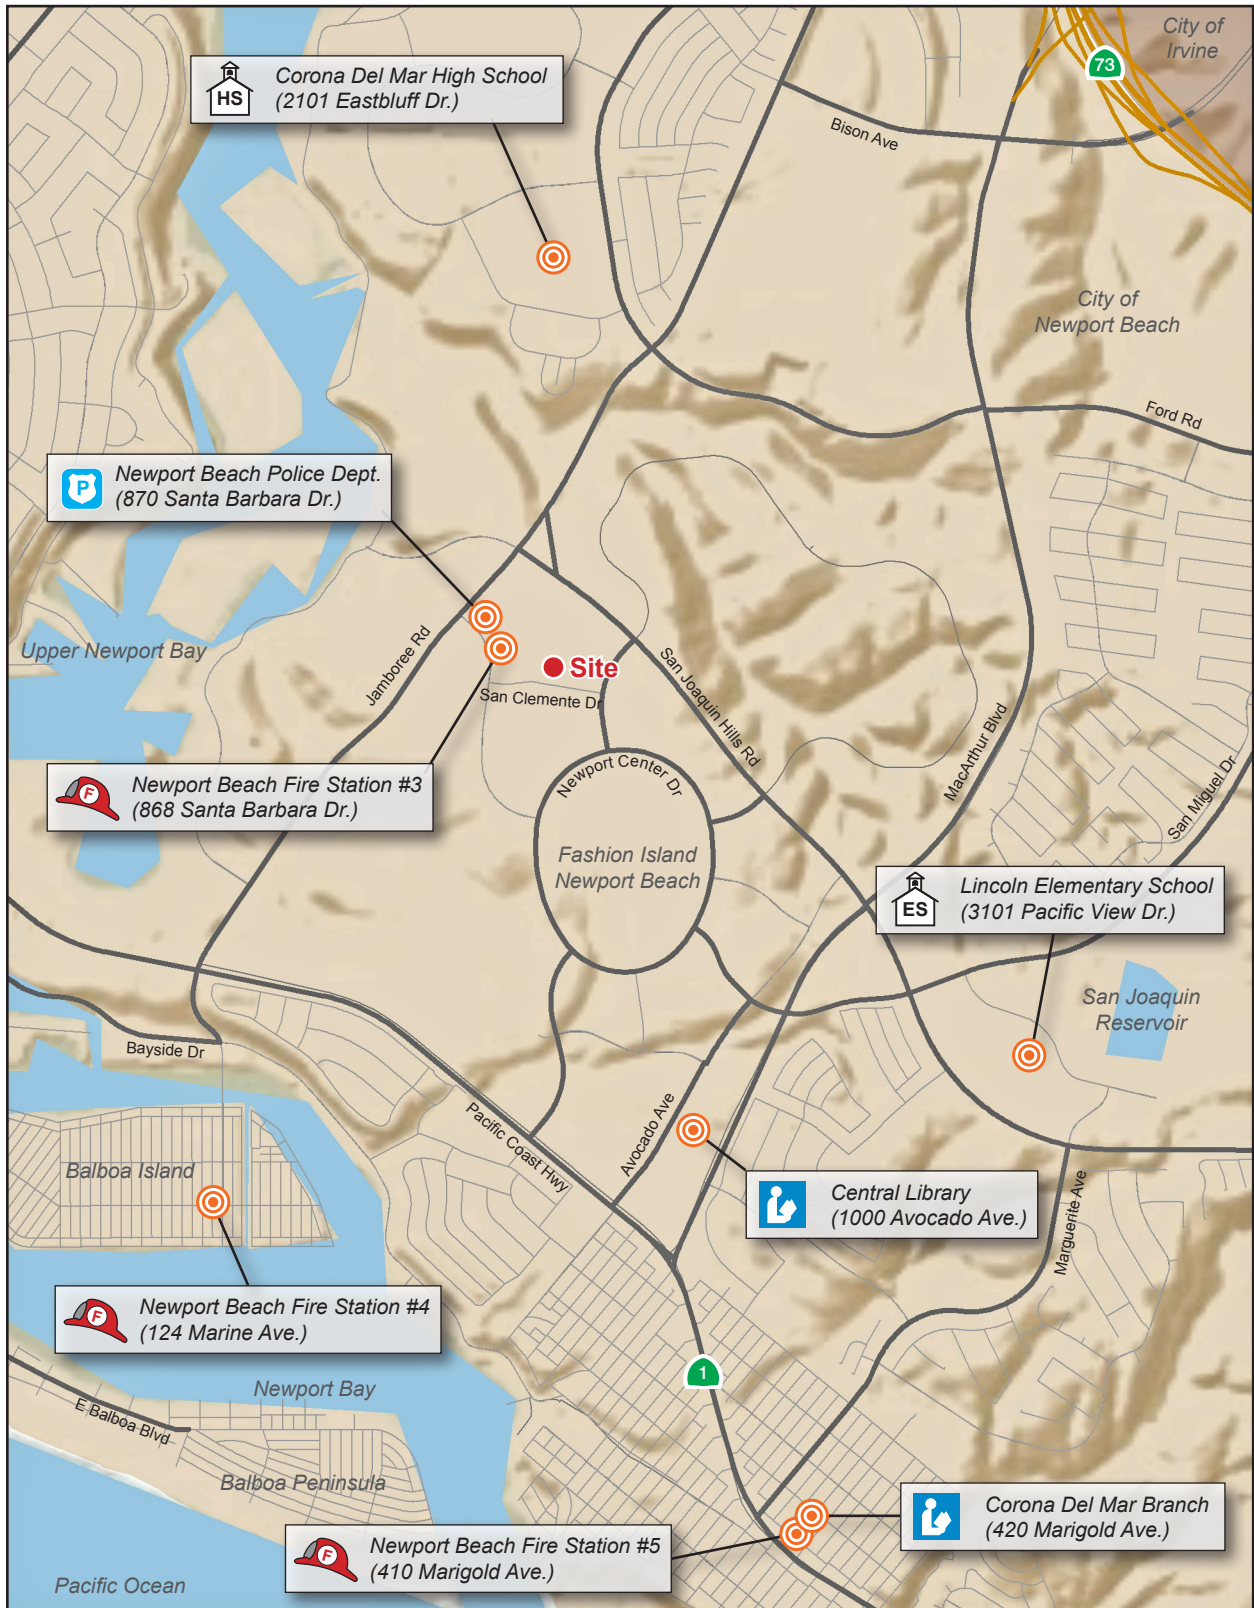 City of
Irvine
73
HS
Corona Del Mar High School
(2101 Eastbluff Dr.)
Bison Ave
City of
Newport Beach
Ford Rd
P
Newport Beach Police Dept.
(870 Santa Barbara Dr.)
Upper Newport Bay
Jamboree Rd
Site
San Clemente Dr
San Joaquin Hills Rd
MacArthur Blvd
San Miguel Dr
Newport Center Dr
F
Newport Beach Fire Station #3
(868 Santa Barbara Dr.)
Fashion Island
Newport Beach
ES
Lincoln Elementary School
(3101 Pacific View Dr.)
San Joaquin
Reservoir
Bayside Dr
Pacific Coast Hwy
Avocado Ave
Balboa Island
Central Library
(1000 Avocado Ave.)
Marguerite Ave
F
Newport Beach Fire Station #4
(124 Marine Ave.)
1
Newport Bay
E Balboa Blvd
Balboa Peninsula
Corona Del Mar Branch
(420 Marigold Ave.)
F
Newport Beach Fire Station #5
(410 Marigold Ave.)
Pacific Ocean